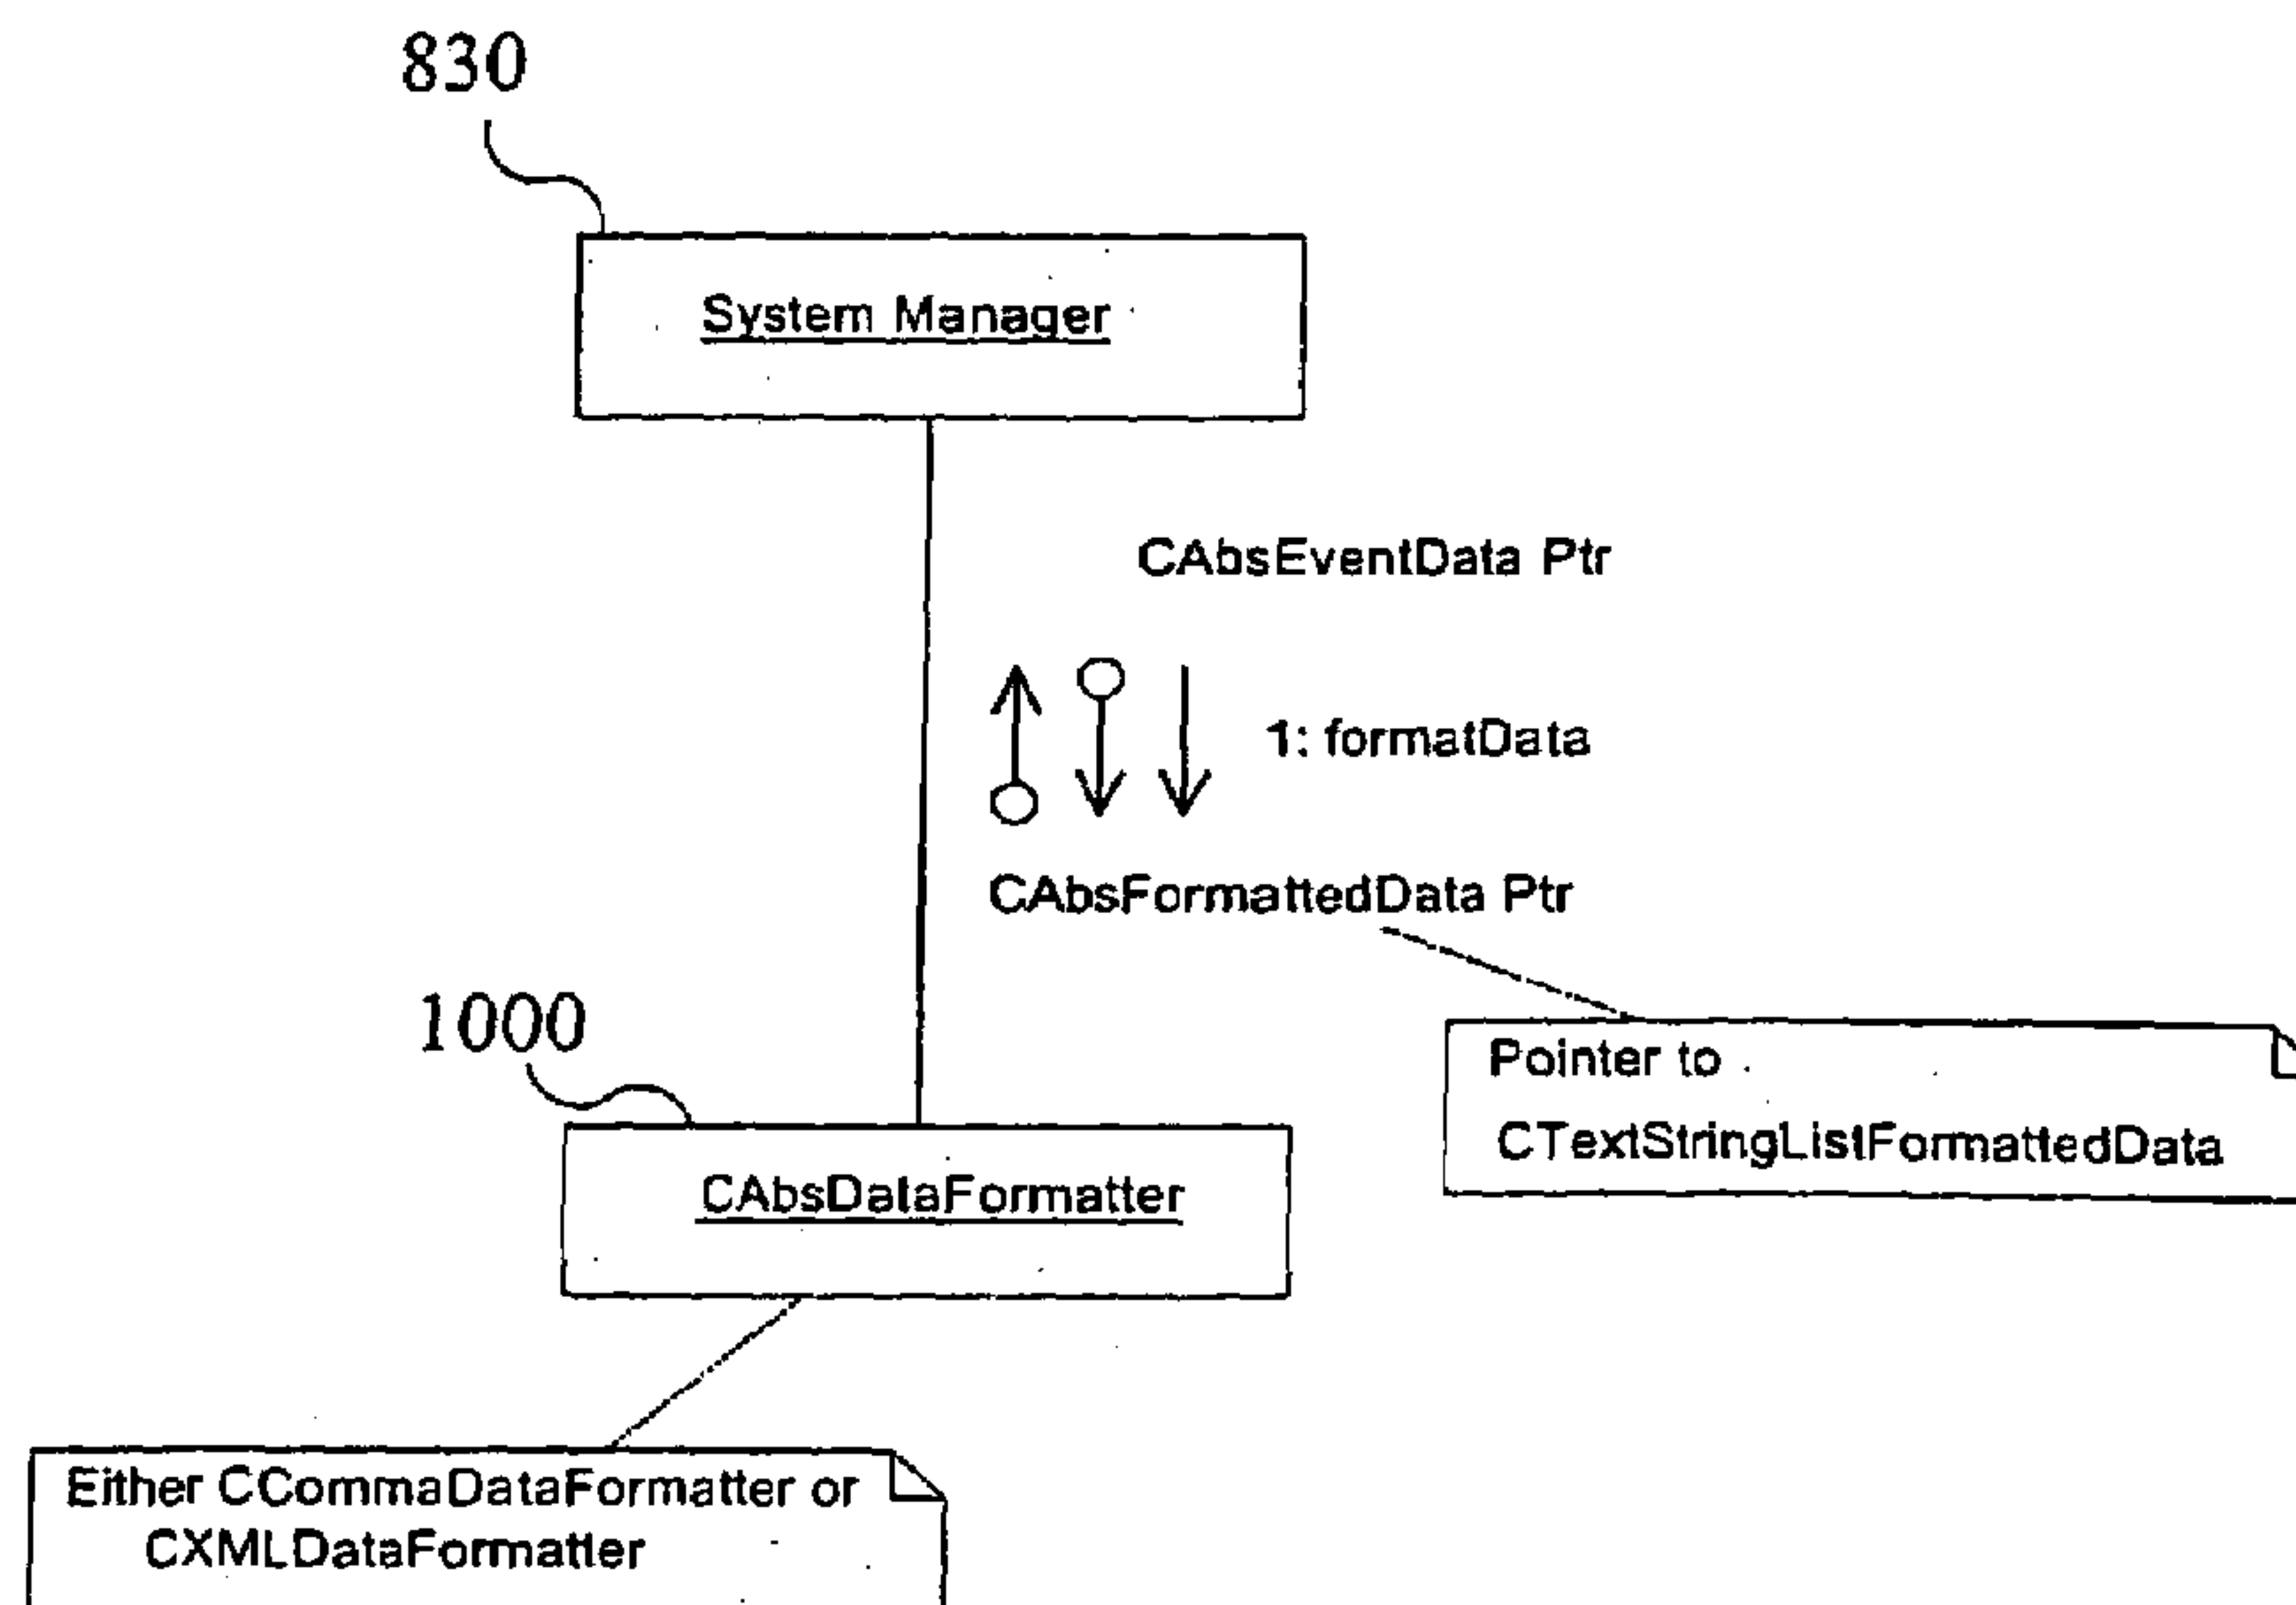 830
System Manager
CAbsEventData Ptr
1: formatData
CAbsFormattedData Ptr
1000
Pointer to
CTextStringListFormattedData
CAbsDataFormatter
Either CCommaDataFormatter or
CXMLDataFormatter